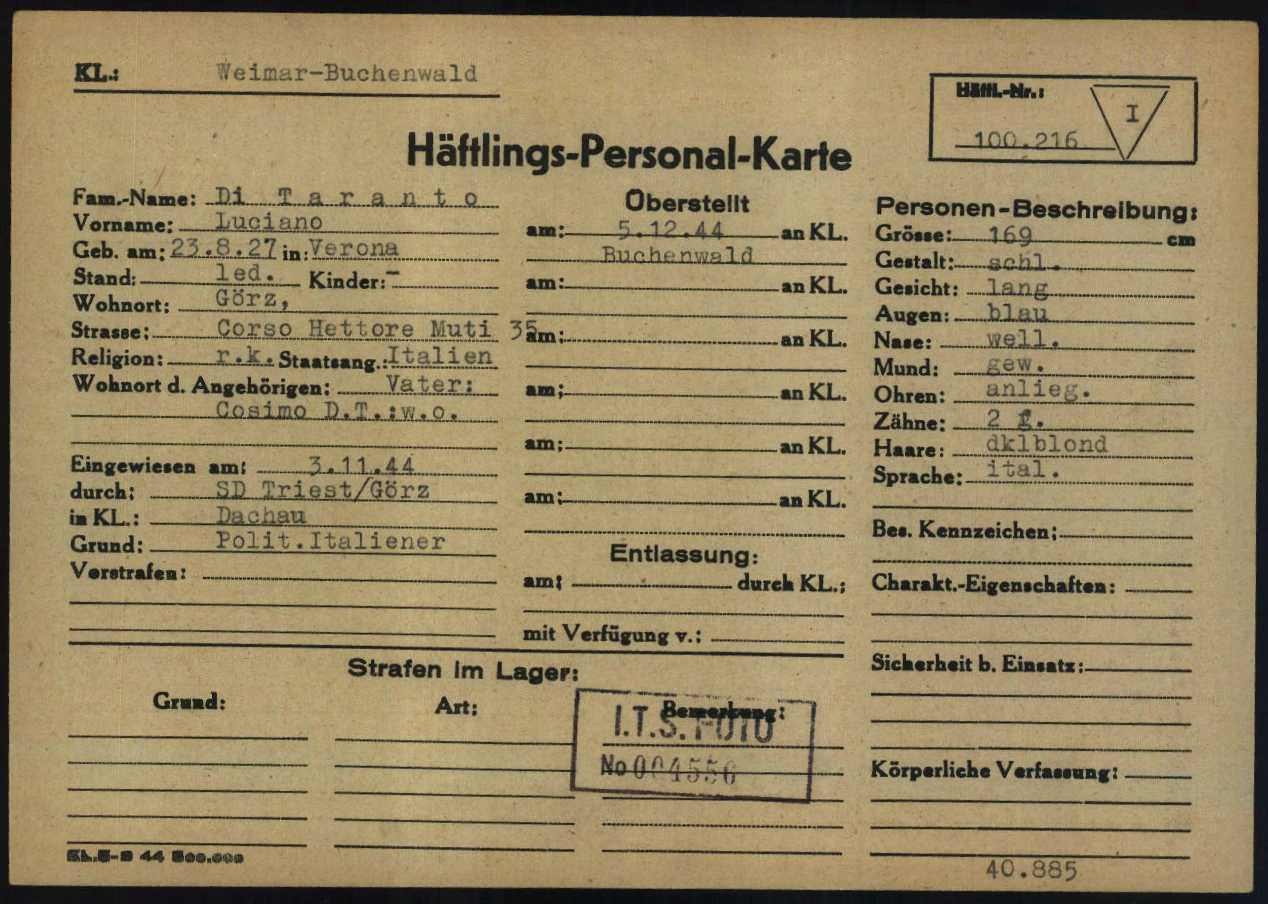 KL.: Weimar-Buchenwald
Häftl.-Nr.:
100.216
I
Häftlings-Personal-Karte
Fam.-Name: Di Taranto
Vorname: Luciano
Geb. am: 23.8.27 in: Verona
Stand: led. Kinder: -
Wohnort: Görz,
Strasse: Corso Hettore Muti 35
Religion: r.k. Staatsang.: Italien
Wohnort d. Angehörigen: Vater:
Cosimo D.T.:w.o.
Eingewiesen am: 3.11.44
durch: SD Triest/Görz
in KL.: Dachau
Grund: Polit.Italiener
Vorstrafen:
Überstellt
am: 5.12.44 an KL.
Buchenwald
am: an KL.
am: an KL.
am: an KL.
am: an KL.
am: an KL.
Entlassung:
am: durch KL.:
mit Verfügung v.:
Personen-Beschreibung:
Grösse: 169 cm
Gestalt: schl.
Gesicht: lang
Augen: blau
Nase: well.
Mund: gew.
Ohren: anlieg.
Zähne: 2 f.
Haare: dklblond
Sprache: ital.
Bes. Kennzeichen:
Charakt.-Eigenschaften:
Sicherheit b. Einsatz:
Körperliche Verfassung:
Strafen im Lager:
Grund: Art: Bemerkung:
I.T.S. FOTO
No 004556
40.885